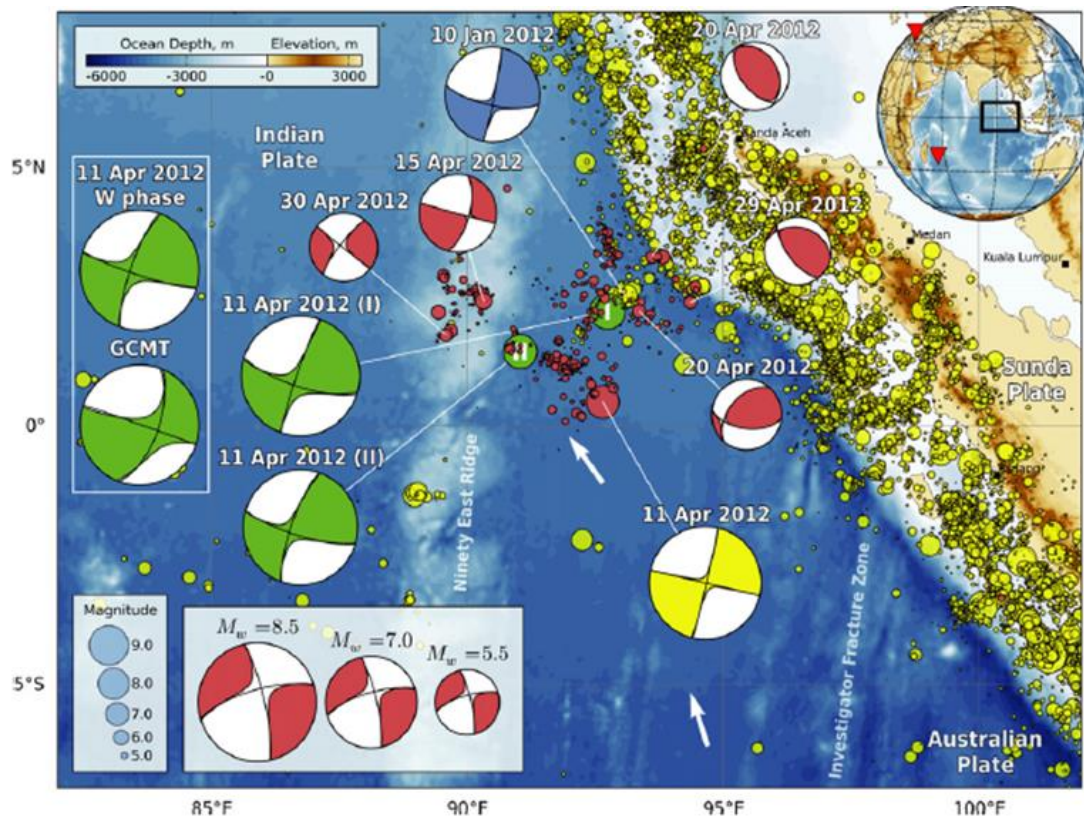 Ocean Depth, m Elevation, m
-6000 -3000 -0 3000
10 Jan 2012
20 Apr 2012
Indian
Plate
Banda Aceh
5°N
11 Apr 2012
W phase
15 Apr 2012
30 Apr 2012
29 Apr 2012
Medan
Kuala Lumpur
11 Apr 2012 (I)
I
II
GCMT
20 Apr 2012
Sunda
Plate
0°
11 Apr 2012 (II)
Ninety East Ridge
11 Apr 2012
Investigator Fracture Zone
Magnitude
9.0
8.0
7.0
6.0
5.0
Mw=8.5
Mw=7.0
Mw=5.5
5°S
Australian
Plate
85°E 90°E 95°E 100°E